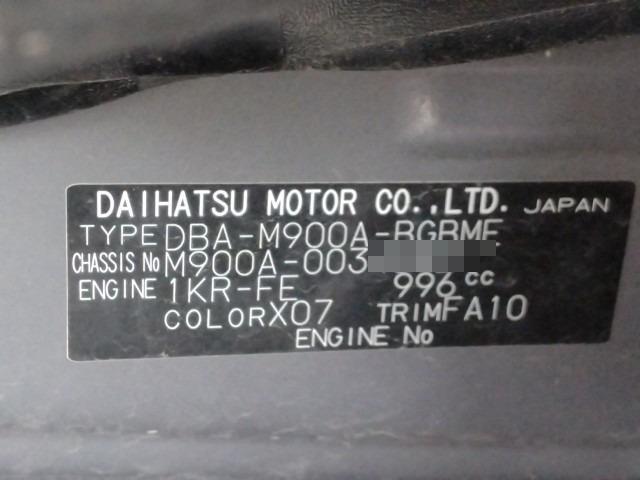 DAIHATSU MOTOR CO.,LTD. JAPAN
TYPE DBA-M900A-RGBME
CHASSIS No M900A-003
ENGINE 1KR-FE 996 cc
COLOR X07 TRIM FA10
ENGINE No